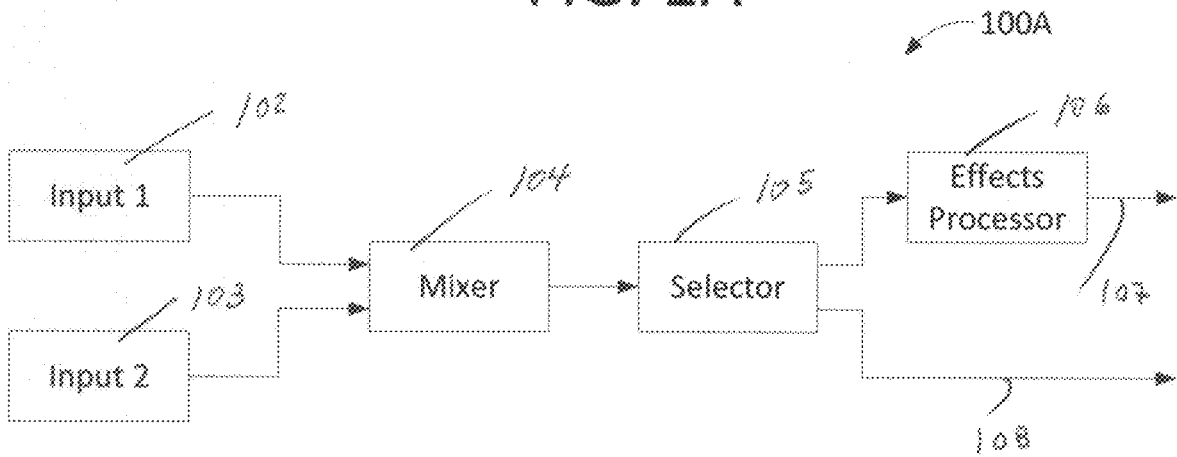 100A
102
106
104
105
Input 1
Effects
Processor
Mixer
Selector
103
107
Input 2
108